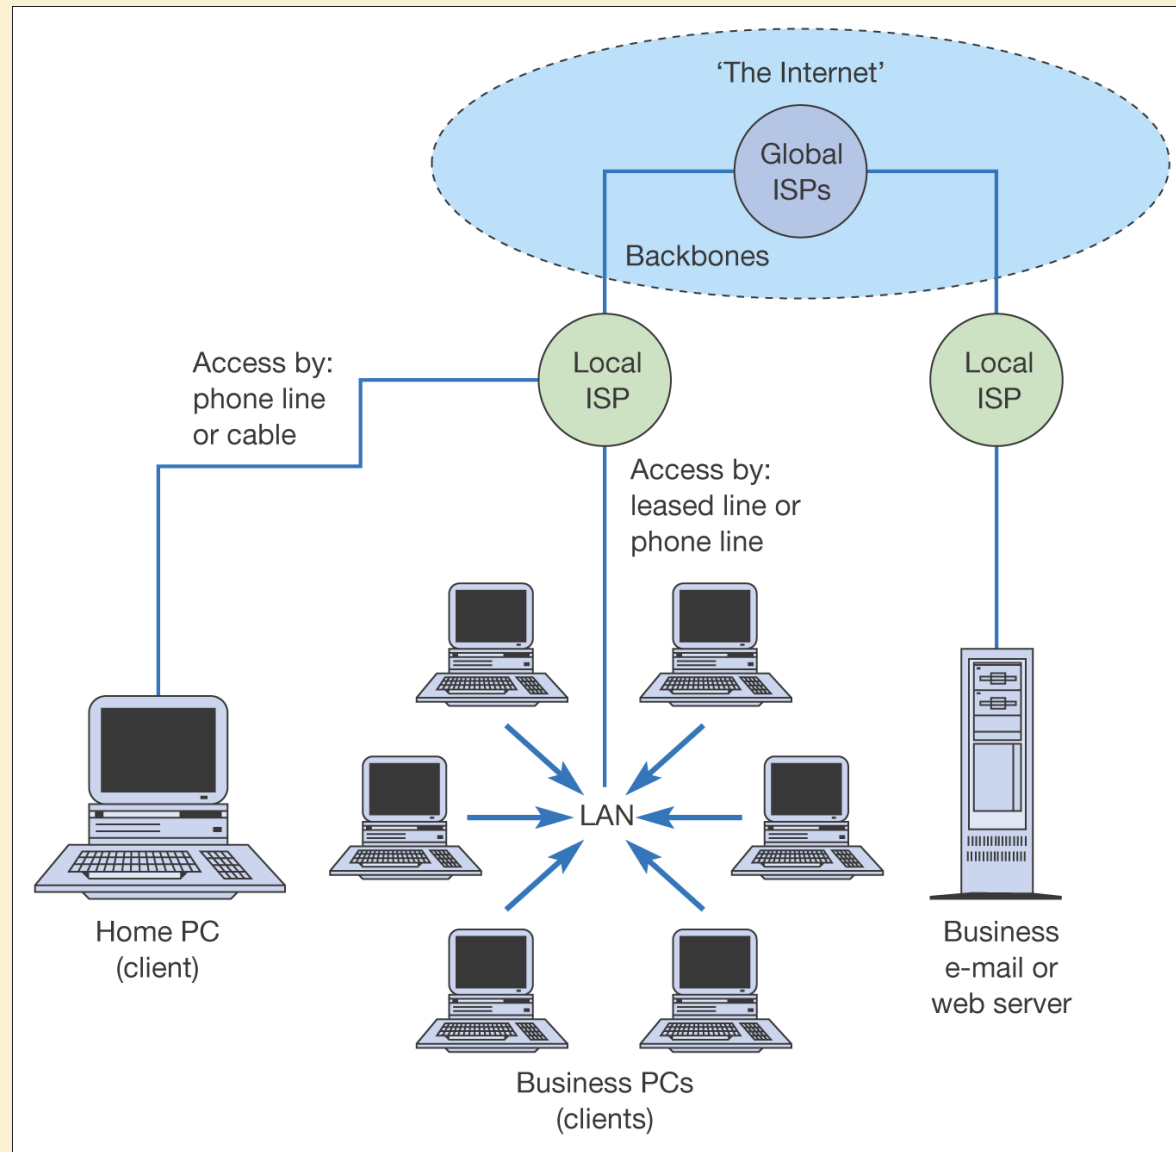 ‘The Internet’
Global
ISPs
Backbones
Local
ISP
Local
ISP
Access by:
phone line
or cable
Access by:
leased line or
phone line
LAN
Home PC
(client)
Business
e-mail or
web server
Business PCs
(clients)